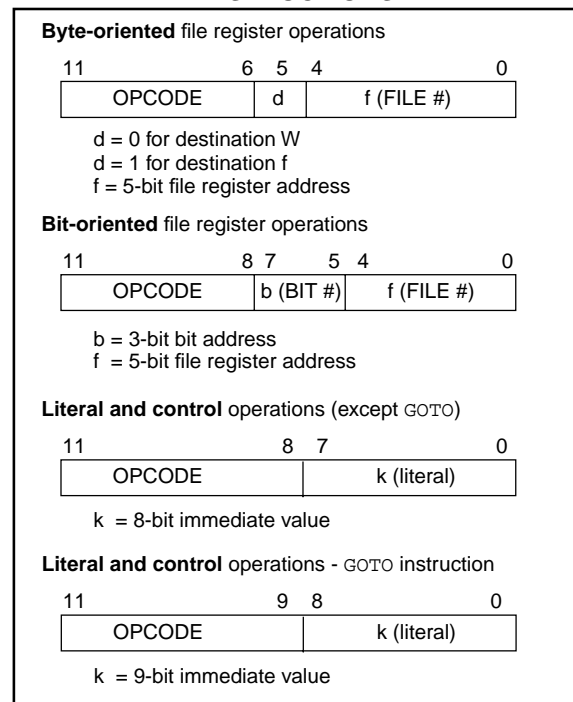 Byte-oriented file register operations
11 6 5 4 0
OPCODE d f (FILE #)
d = 0 for destination W
d = 1 for destination f
f = 5-bit file register address
Bit-oriented file register operations
11 8 7 5 4 0
OPCODE b (BIT #) f (FILE #)
b = 3-bit bit address
f = 5-bit file register address
Literal and control operations (except GOTO)
11 8 7 0
OPCODE k (literal)
k = 8-bit immediate value
Literal and control operations - GOTO instruction
11 9 8 0
OPCODE k (literal)
k = 9-bit immediate value